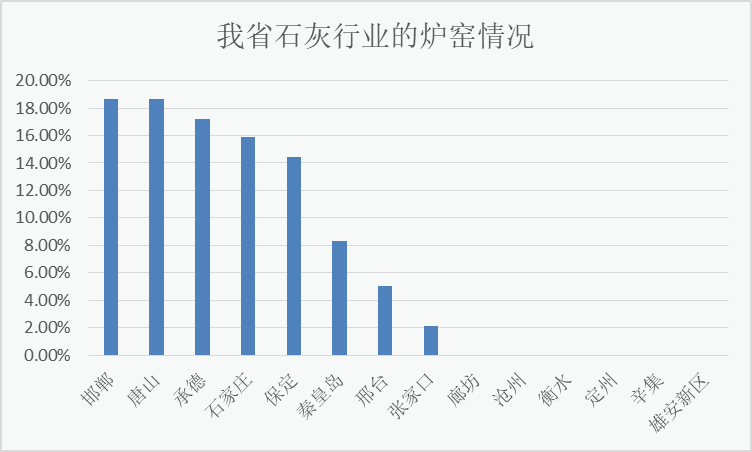 我省石灰行业的炉窑情况
20.00%
18.00%
16.00%
14.00%
12.00%
10.00%
8.00%
6.00%
4.00%
2.00%
0.00%
邯郸
唐山
承德
石家庄
保定
秦皇岛
邢台
张家口
廊坊
沧州
衡水
定州
辛集
雄安新区